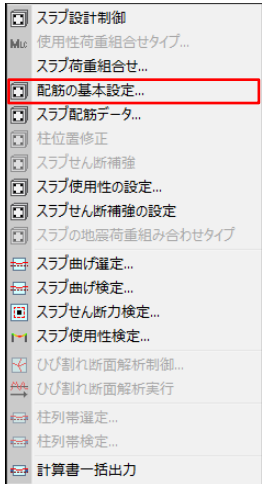 スラブ設計制御
MLC 使用性荷重組合せタイプ...
スラブ荷重組合せ...
配筋の基本設定...
スラブ配筋データ...
柱位置修正
スラブせん断補強
スラブ使用性の設定...
スラブせん断補強の設定
スラブの地震荷重組み合わせタイプ
スラブ曲げ選定...
スラブ曲げ検定...
スラブせん断力検定...
スラブ使用性検定...
ひび割れ断面解析制御...
ひび割れ断面解析実行
柱列帯選定...
柱列帯検定...
計算書一括出力